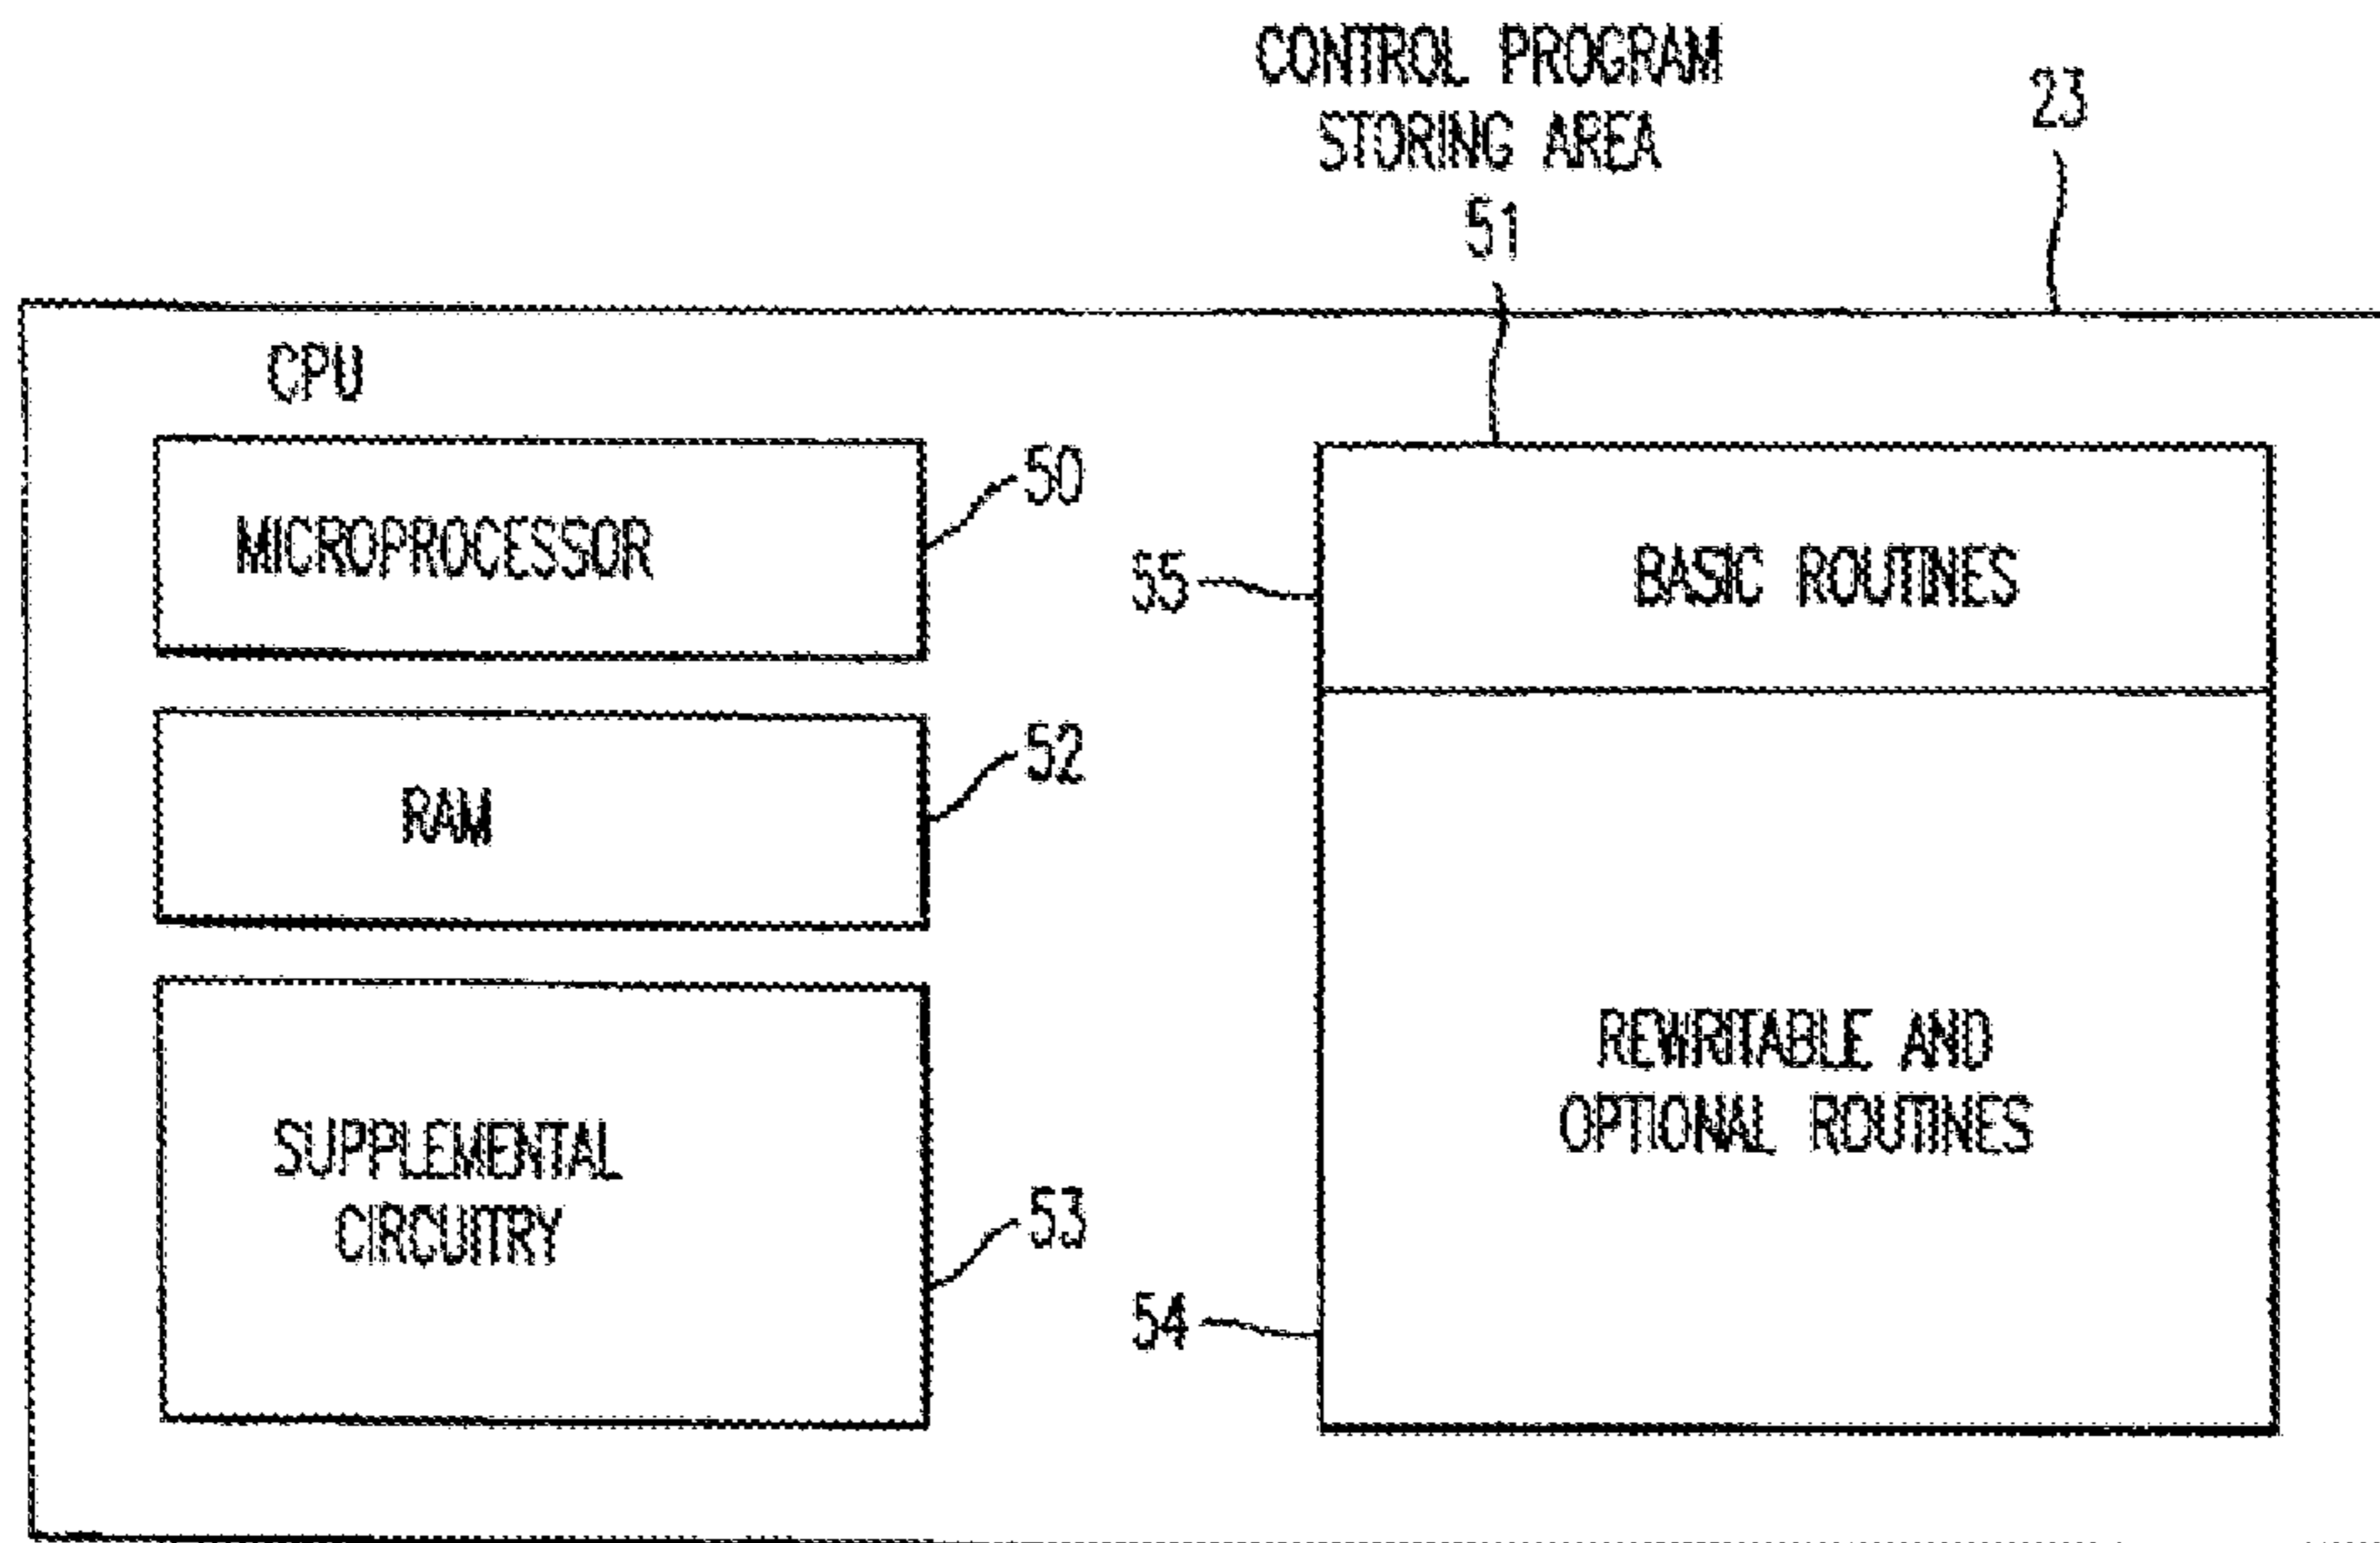 CONTROL PROGRAM
STORING AREA
51
23
CPU
MICROPROCESSOR
50
RAM
52
SUPPLEMENTAL
CIRCUITRY
53
55
BASIC ROUTINES
REWRITABLE AND
OPTIONAL ROUTINES
54